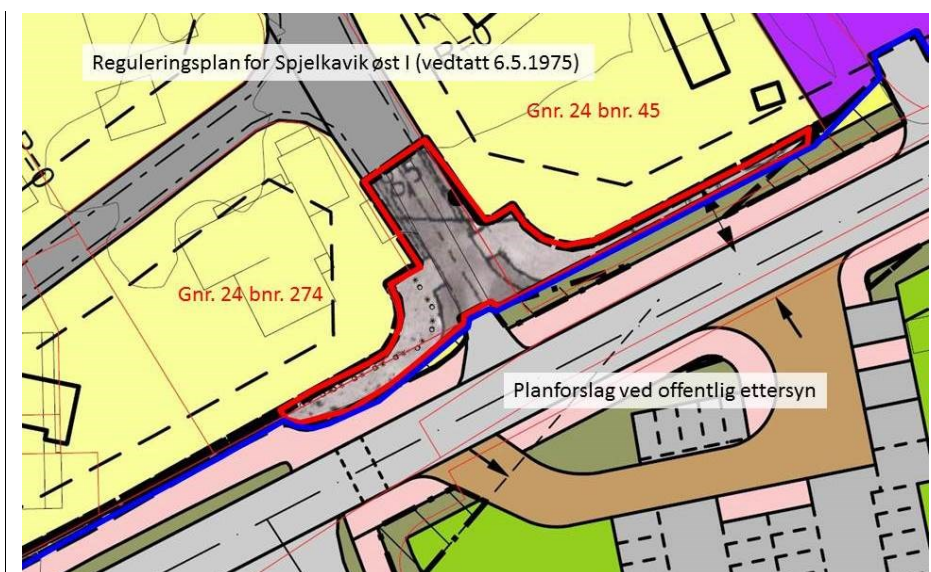 Reguleringsplan for Spjelkavik øst I (vedtatt 6.5.1975)
Gnr. 24 bnr. 45
Gnr. 24 bnr. 274
Planforslag ved offentlig ettersyn